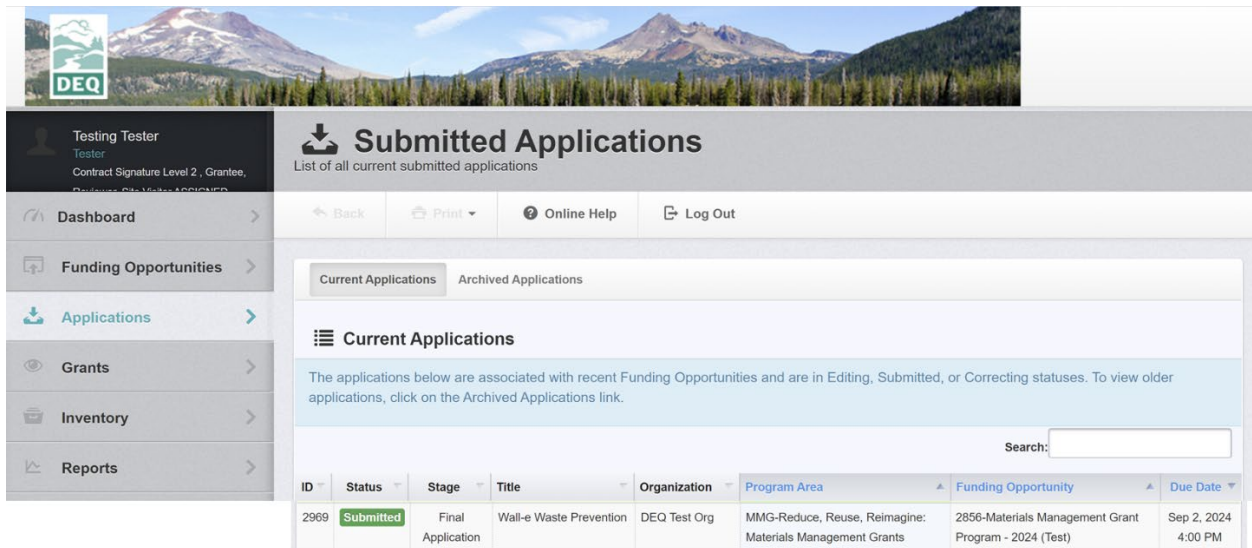 DEQ
Testing Tester
Tester
Contract Signature Level 2 , Grantee,
Reviewer, Site Visitor ASSIGNED
Dashboard
Funding Opportunities
Applications
Grants
Inventory
Reports
Submitted Applications
List of all current submitted applications
Back
Print
Online Help
Log Out
Current Applications Archived Applications
Current Applications
The applications below are associated with recent Funding Opportunities and are in Editing, Submitted, or Correcting statuses. To view older
applications, click on the Archived Applications link.
Search:
ID Status Stage Title Organization Program Area Funding Opportunity Due Date
2969 Submitted Final Wall-e Waste Prevention DEQ Test Org MMG-Reduce, Reuse, Reimagine: 2856-Materials Management Grant Sep 2, 2024
Application Materials Management Grants Program - 2024 (Test) 4:00 PM